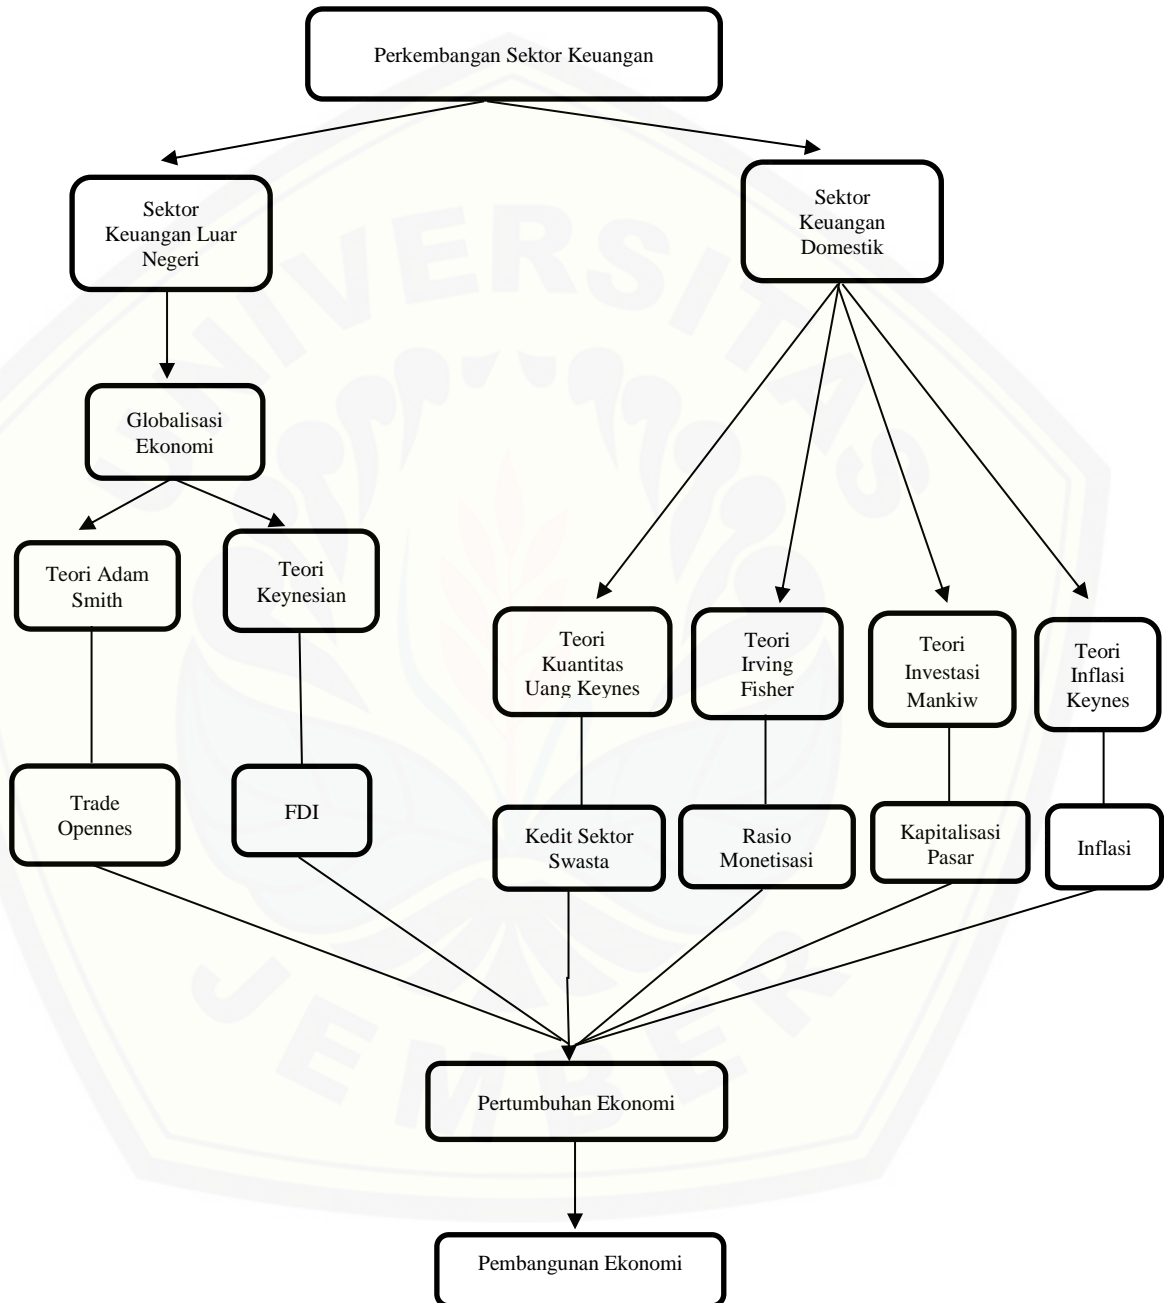 Perkembangan Sektor Keuangan
Sektor
Keuangan Luar
Negeri
Sektor
Keuangan
Domestik
Globalisasi
Ekonomi
Teori Adam
Smith
Teori
Keynesian
Teori
Kuantitas
Uang Keynes
Teori
Irving
Fisher
Teori
Investasi
Mankiw
Teori
Inflasi
Keynes
Trade
Opennes
FDI
Kedit Sektor
Swasta
Rasio
Monetisasi
Kapitalisasi
Pasar
Inflasi
Pertumbuhan Ekonomi
Pembangunan Ekonomi
UNIVERSITAS
JEMBER